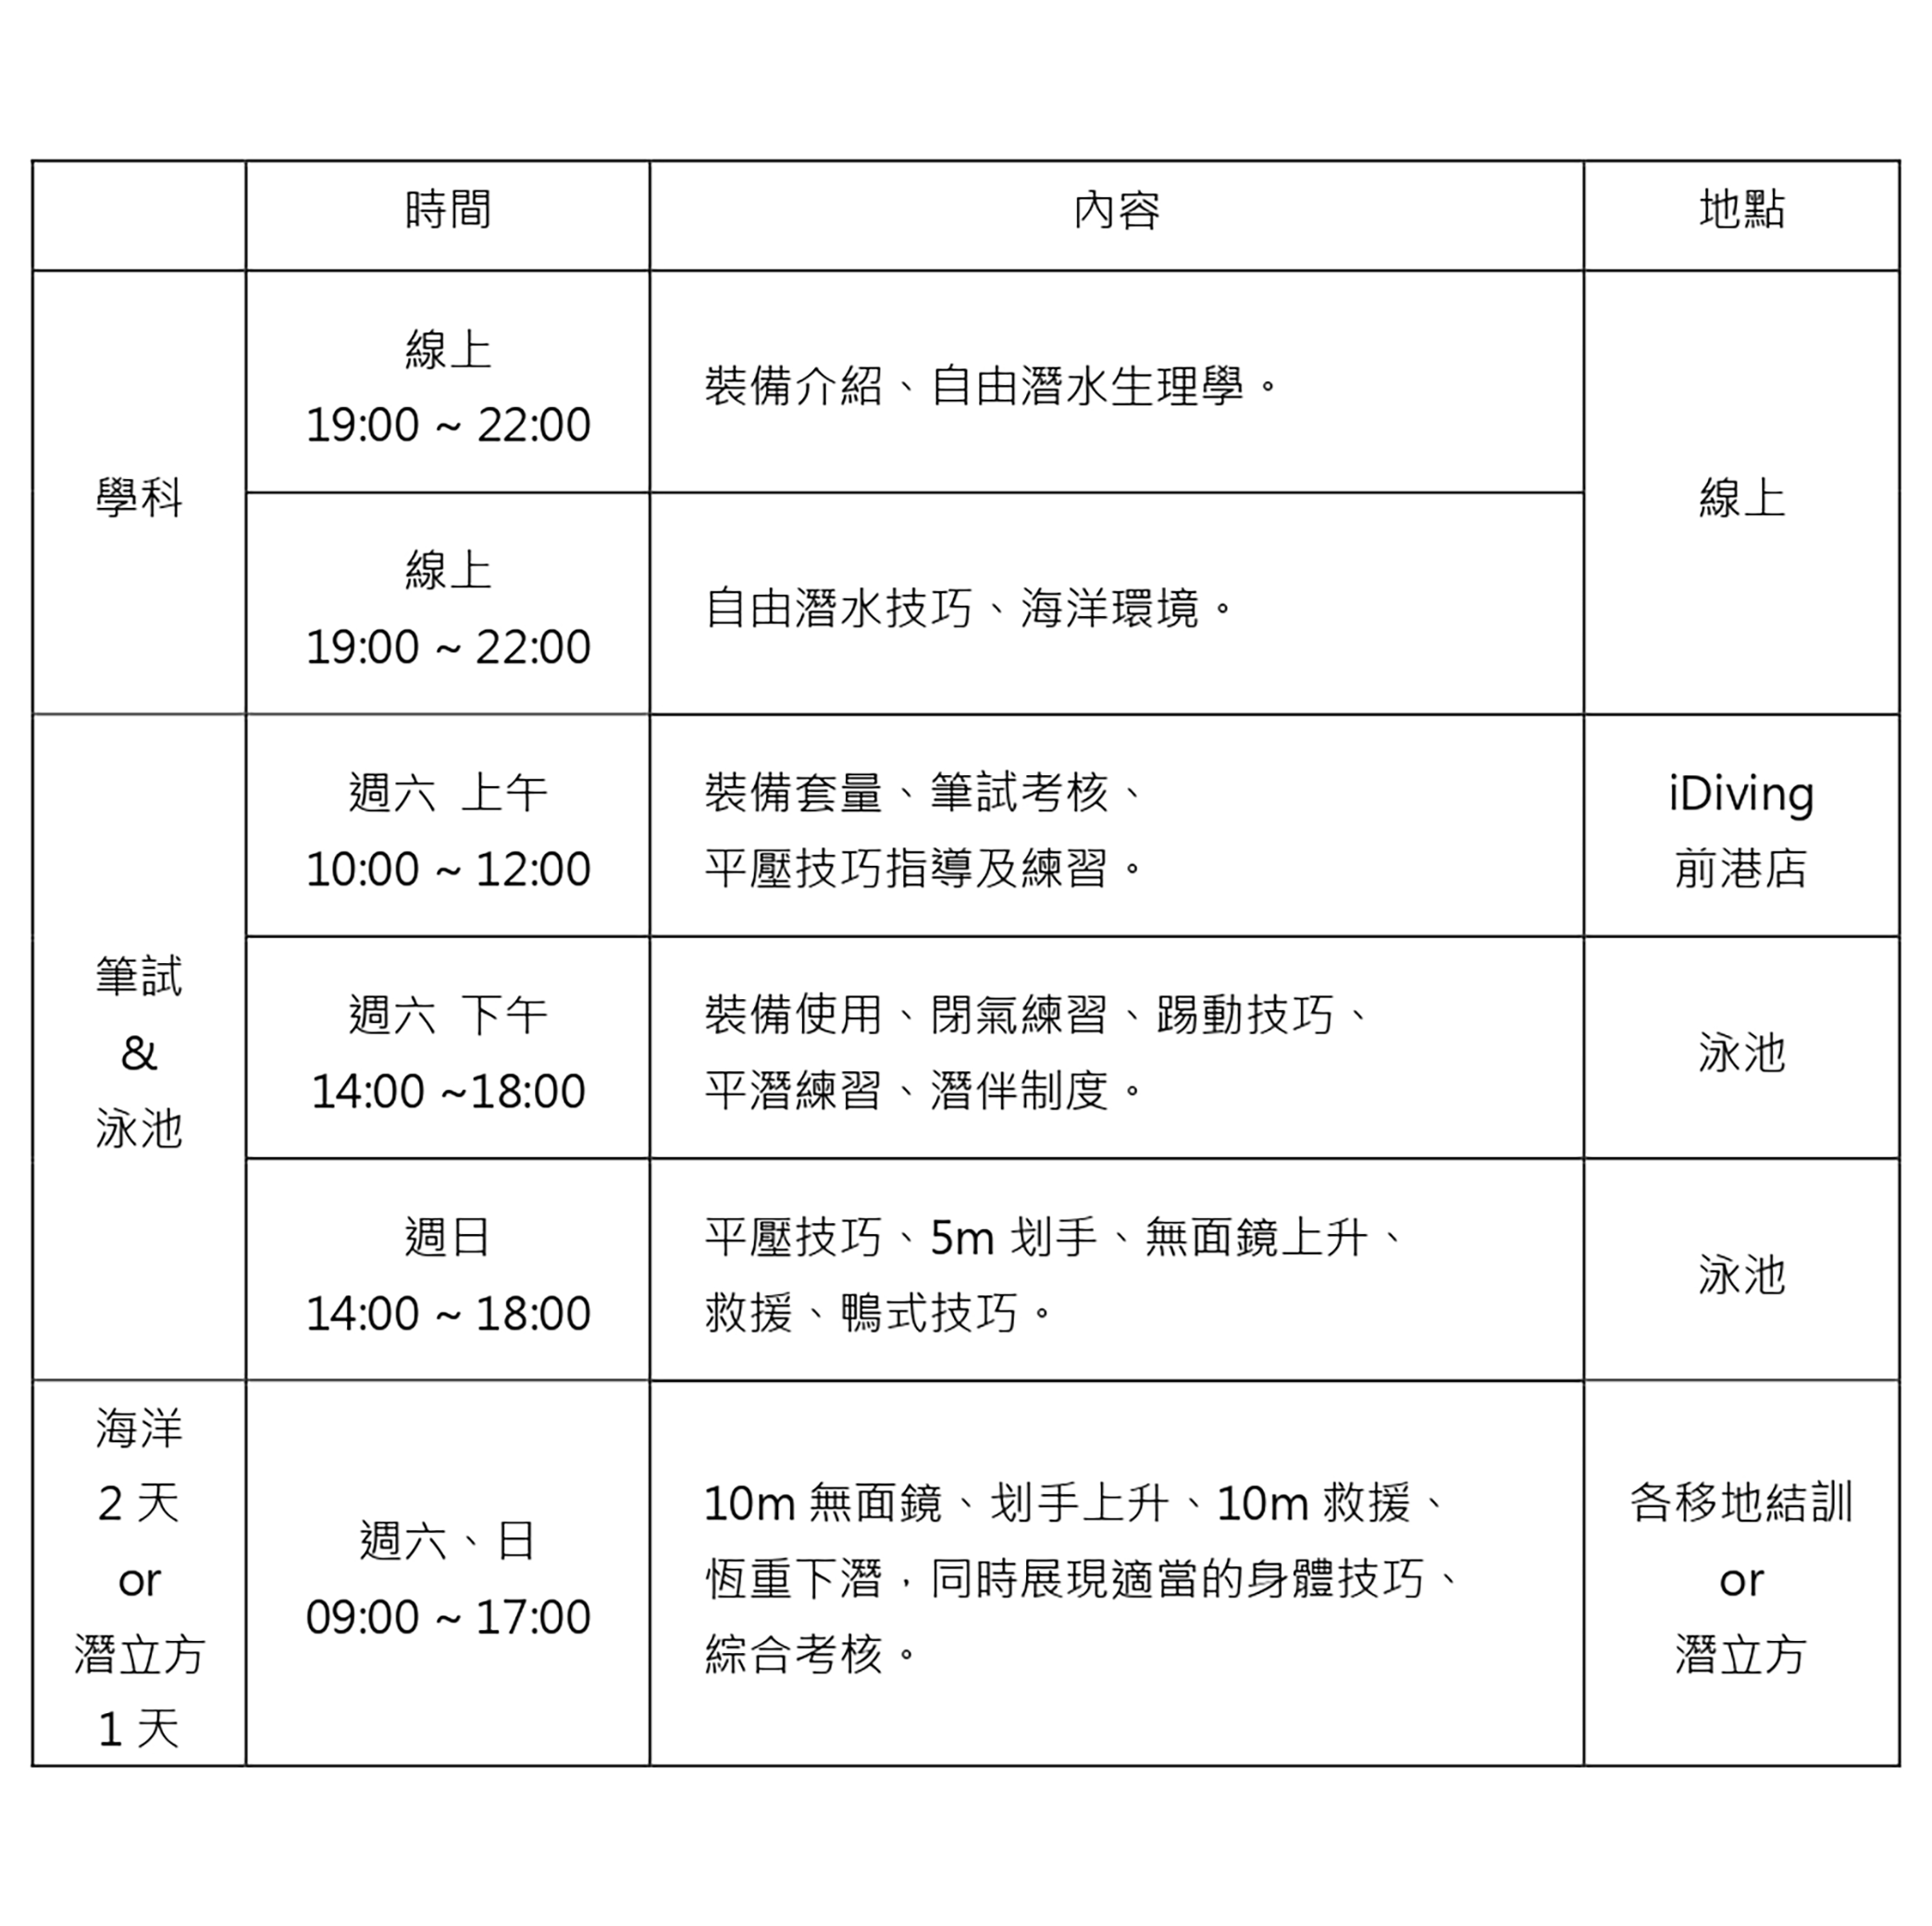 時間
內容
地點
學科
線上
19:00 ~ 22:00
裝備介紹、自由潛水生理學。
線上
線上
19:00 ~ 22:00
自由潛水技巧、海洋環境。
筆試
&
泳池
週六 上午
10:00 ~ 12:00
裝備套量、筆試考核、
平壓技巧指導及練習。
iDiving
前港店
週六 下午
14:00 ~18:00
裝備使用、閉氣練習、踢動技巧、
平潛練習、潛伴制度。
泳池
週日
14:00 ~ 18:00
平壓技巧、5m 划手、無面鏡上升、
救援、鴨式技巧。
泳池
海洋
2 天
or
潛立方
1 天
週六、日
09:00 ~ 17:00
10m 無面鏡、划手上升、10m 救援、
恆重下潛，同時展現適當的身體技巧、
綜合考核。
各移地結訓
or
潛立方